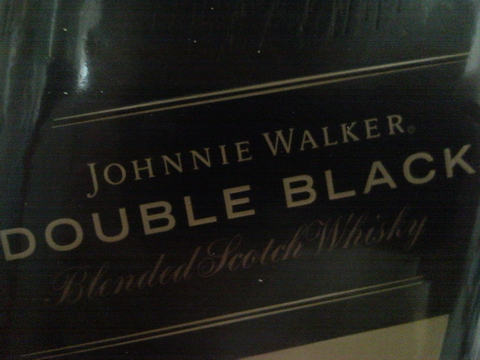 JOHNNIE WALKER®
DOUBLE BLACK
Blended Scotch Whisky